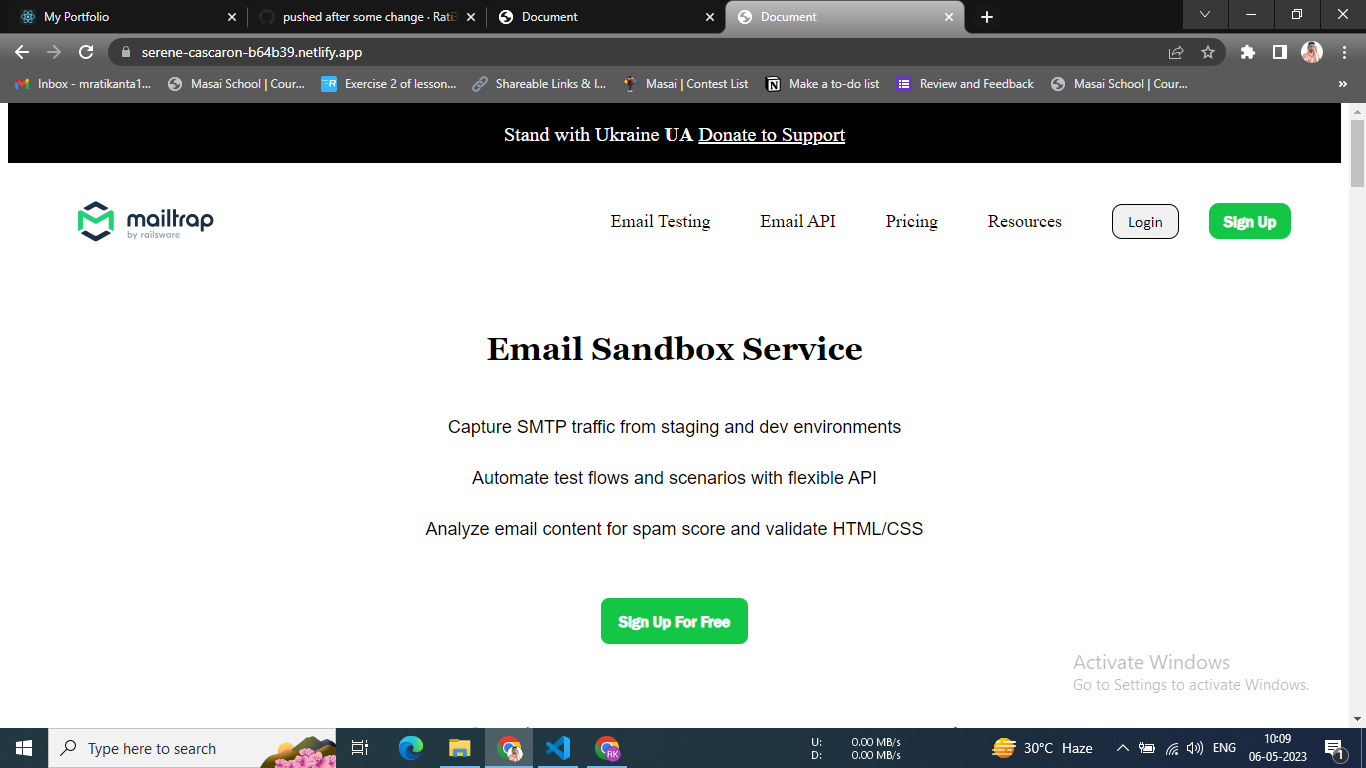 My Portfolio
pushed after some change · Rati
Document
Document
serene-cascaron-b64b39.netlify.app
Inbox - mratikanta1...
Masai School | Cour...
Exercise 2 of lesson...
Shareable Links & I...
Masai | Contest List
Make a to-do list
Review and Feedback
Masai School | Cour...
»
Stand with Ukraine UA Donate to Support
mailtrap
by railsware
Email Testing
Email API
Pricing
Resources
Login
Sign Up
Email Sandbox Service
Capture SMTP traffic from staging and dev environments
Automate test flows and scenarios with flexible API
Analyze email content for spam score and validate HTML/CSS
Sign Up For Free
Activate Windows
Go to Settings to activate Windows.
Type here to search
RK
U: 0.00 MB/s
D: 0.00 MB/s
30°C Haze
ENG
10:09
06-05-2023
1